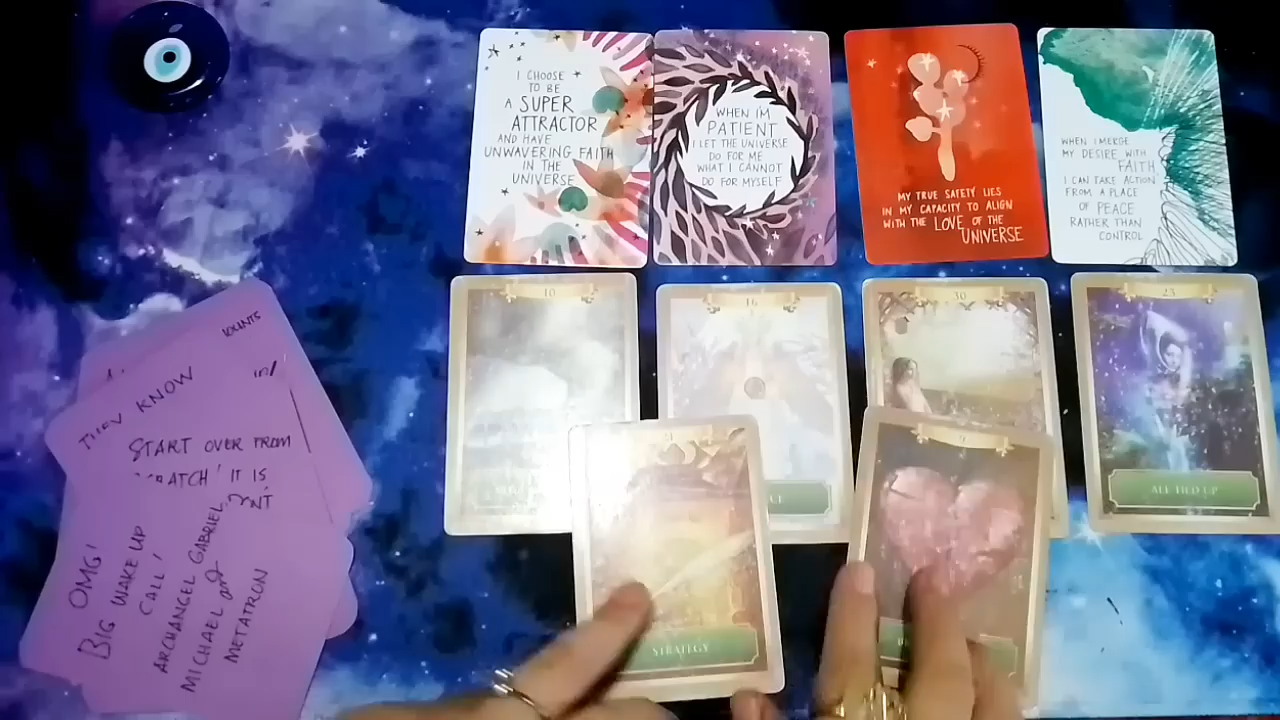 I CHOOSE
TO BE
A SUPER
ATTRACTOR
AND HAVE
UNWAVERING FAITH
IN THE
UNIVERSE
WHEN I'M
PATIENT
I LET THE UNIVERSE
DO FOR ME
WHAT I CANNOT
DO FOR MYSELF
MY TRUE SAFETY LIES
IN MY CAPACITY TO ALIGN
WITH THE LOVE OF THE
UNIVERSE
WHEN I MERGE
MY DESIRE WITH
FAITH,
I CAN TAKE ACTION
FROM A PLACE
OF PEACE
RATHER THAN
CONTROL
10
16
30
23
ALL TIED UP
STRATEGY
9
THEY KNOW
START OVER FROM
IT IS
OMG!
BIG WAKE UP
CALL!
ARCHANGEL GABRIEL,
MICHAEL and
METATRON